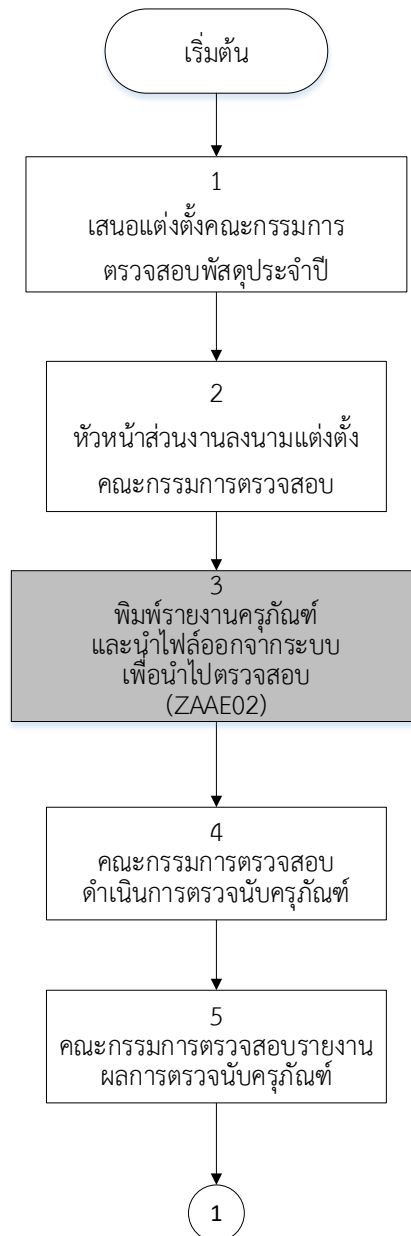 เริ่มต้น
1
เสนอแต่งตั้งคณะกรรมการ
ตรวจสอบพัสดุประจำปี
2
หัวหน้าส่วนงานลงนามแต่งตั้ง
คณะกรรมการตรวจสอบ
3
พิมพ์รายงานครุภัณฑ์
และนำไฟล์ออกจากระบบ
เพื่อนำไปตรวจสอบ
(ZAAE02)
4
คณะกรรมการตรวจสอบ
ดำเนินการตรวจนับครุภัณฑ์
5
คณะกรรมการตรวจสอบรายงาน
ผลการตรวจนับครุภัณฑ์
1